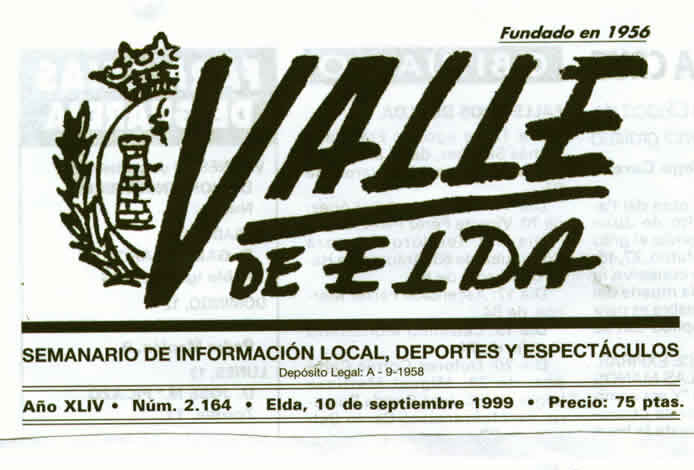 Fundado en 1956
VALLE
DE ELDA
SEMANARIO DE INFORMACIÓN LOCAL, DEPORTES Y ESPECTÁCULOS
Depósito Legal: A - 9-1958
Año XLIV • Núm. 2.164 • Elda, 10 de septiembre 1999 • Precio: 75 ptas.